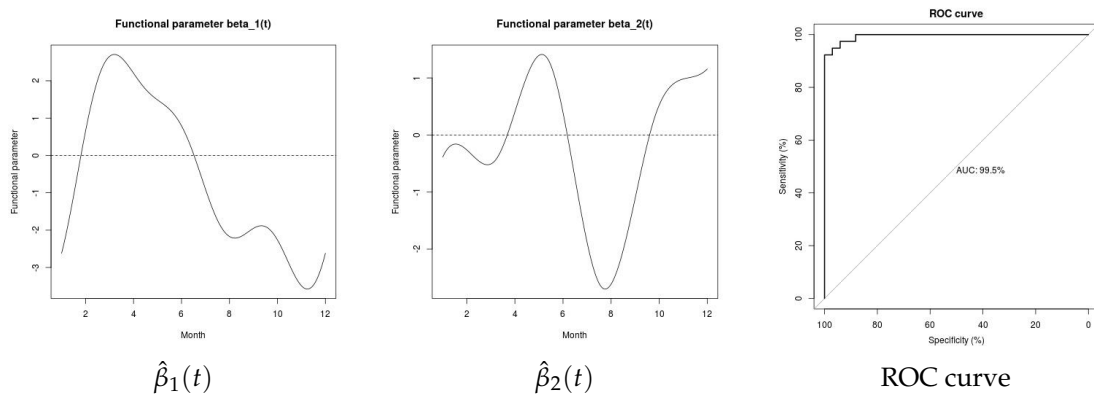 Functional parameter beta_1(t)
Functional parameter
2
1
0
-1
-2
-3
2
4
6
8
10
12
Month
β̂₁(t)
Functional parameter beta_2(t)
Functional parameter
1
0
-1
-2
2
4
6
8
10
12
Month
β̂₂(t)
ROC curve
Sensitivity (%)
100
80
60
40
20
0
AUC: 99.5%
100
80
60
40
20
0
Specificity (%)
ROC curve